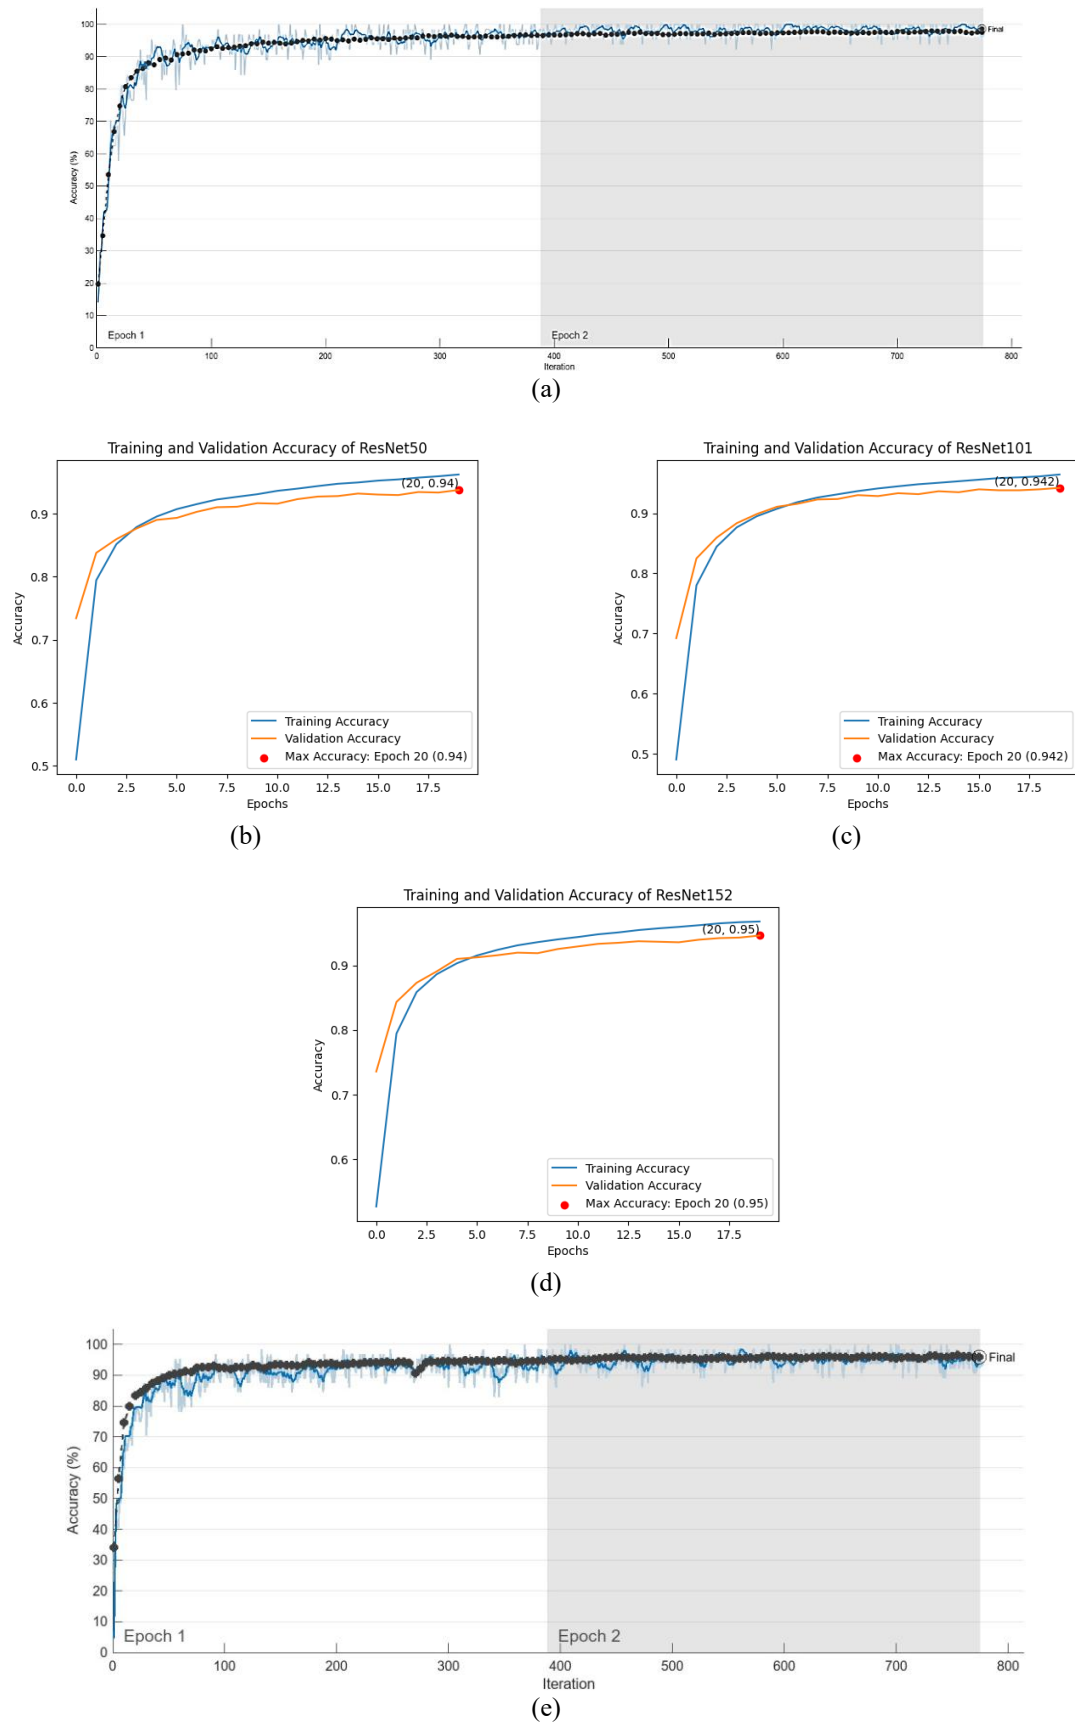 100
90
80
70
60
50
40
30
20
10
0
Accuracy (%)
Final
Epoch 1
Epoch 2
0 100 200 300 400 500 600 700 800
Iteration
(a)
Training and Validation Accuracy of ResNet50
(20, 0.94)
0.9
0.8
0.7
0.6
0.5
Accuracy
Training Accuracy
Validation Accuracy
Max Accuracy: Epoch 20 (0.94)
0.0 2.5 5.0 7.5 10.0 12.5 15.0 17.5
Epochs
(b)
Training and Validation Accuracy of ResNet101
(20, 0.942)
0.9
0.8
0.7
0.6
0.5
Accuracy
Training Accuracy
Validation Accuracy
Max Accuracy: Epoch 20 (0.942)
0.0 2.5 5.0 7.5 10.0 12.5 15.0 17.5
Epochs
(c)
Training and Validation Accuracy of ResNet152
(20, 0.95)
0.9
0.8
0.7
0.6
Accuracy
Training Accuracy
Validation Accuracy
Max Accuracy: Epoch 20 (0.95)
0.0 2.5 5.0 7.5 10.0 12.5 15.0 17.5
Epochs
(d)
100
90
80
70
60
50
40
30
20
10
0
Accuracy (%)
Final
Epoch 1
Epoch 2
0 100 200 300 400 500 600 700 800
Iteration
(e)